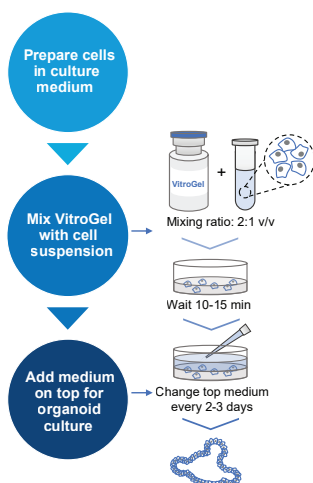 Prepare cells
in culture
medium
Mix VitroGel
with cell
suspension
VitroGel
+
Mixing ratio: 2:1 v/v
Wait 10-15 min
Add medium
on top for
organoid
culture
Change top medium
every 2-3 days